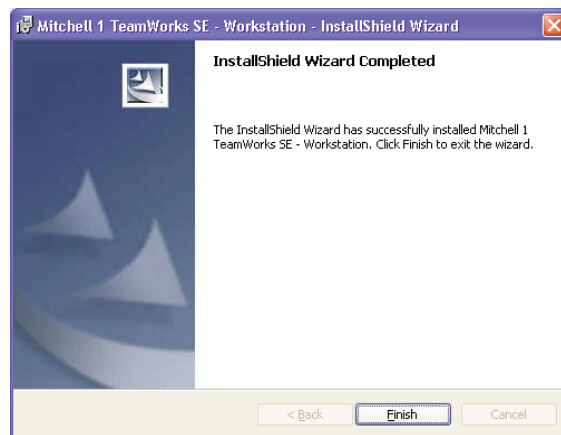 Mitchell 1 TeamWorks SE - Workstation - InstallShield Wizard
InstallShield Wizard Completed
The InstallShield Wizard has successfully installed Mitchell 1
TeamWorks SE - Workstation. Click Finish to exit the wizard.
< Back Finish Cancel